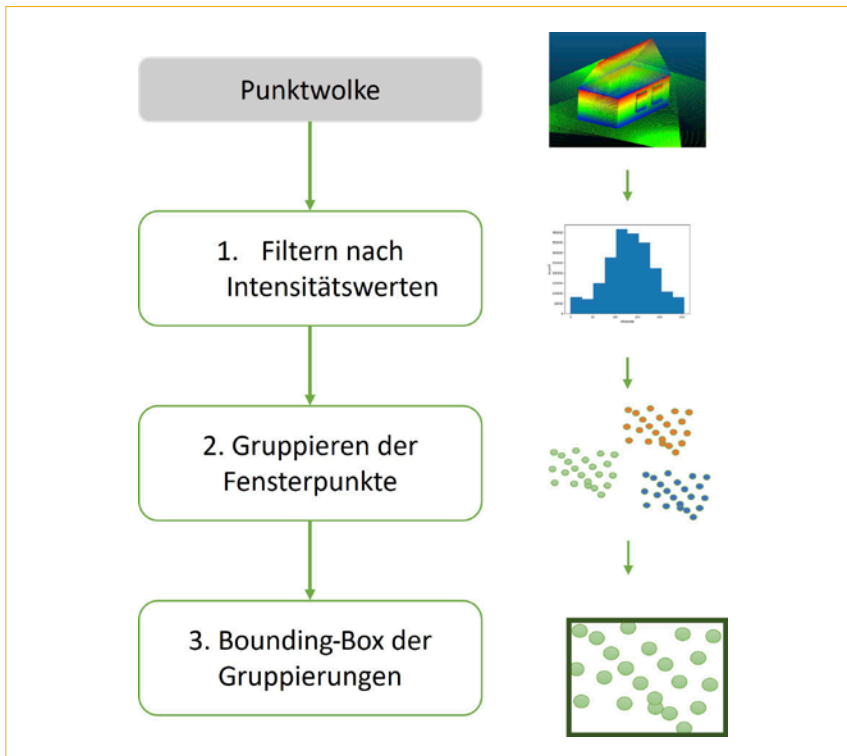 Punktwolke
1. Filtern nach
Intensitätswerten
2. Gruppieren der
Fensterpunkte
3. Bounding-Box der
Gruppierungen